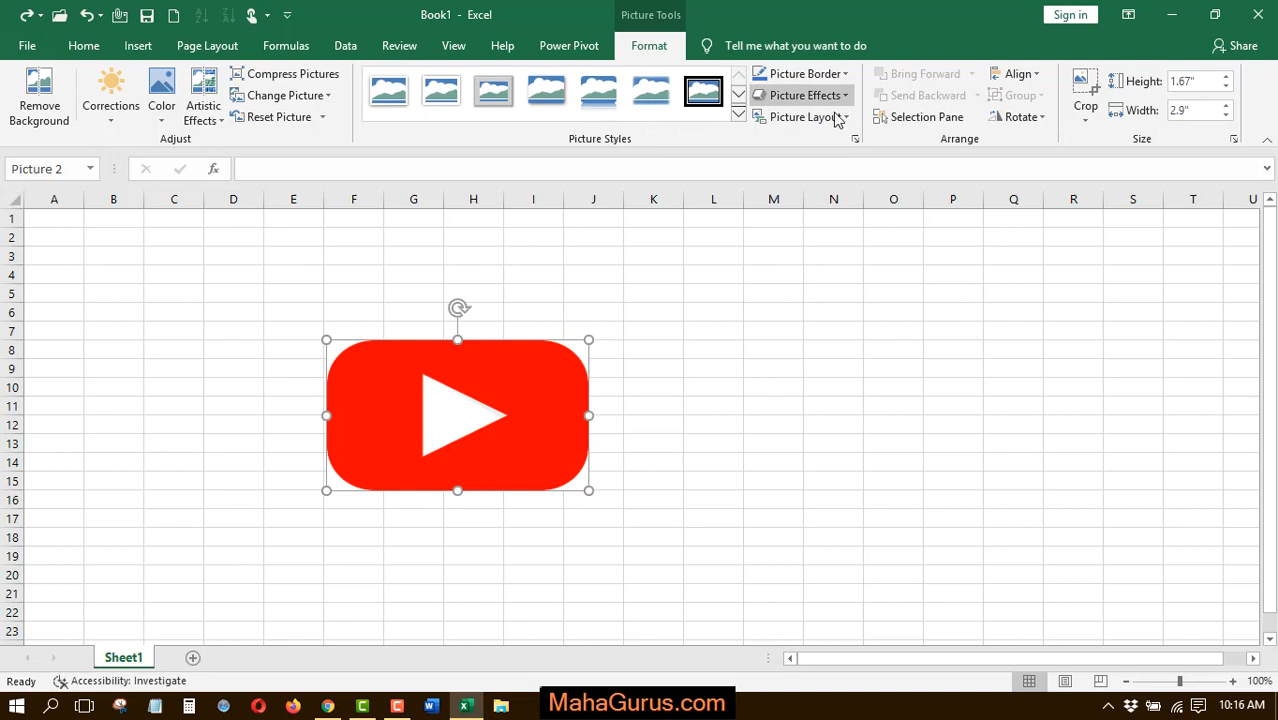 Book1 - Excel
Picture Tools
Sign in
File
Home
Insert
Page Layout
Formulas
Data
Review
View
Help
Power Pivot
Format
Tell me what you want to do
Share
Remove Background
Corrections
Color
Artistic Effects
Compress Pictures
Change Picture
Reset Picture
Adjust
Picture Styles
Picture Border
Picture Effects
Picture Layout
Bring Forward
Send Backward
Selection Pane
Align
Group
Rotate
Arrange
Crop
Height: 1.67"
Width: 2.9"
Size
Picture 2
fx
A B C D E F G H I J K L M N O P Q R S T U
1
2
3
4
5
6
7
8
9
10
11
12
13
14
15
16
17
18
19
20
21
22
23
Sheet1
Ready
Accessibility: Investigate
100%
MahaGurus.com
10:16 AM